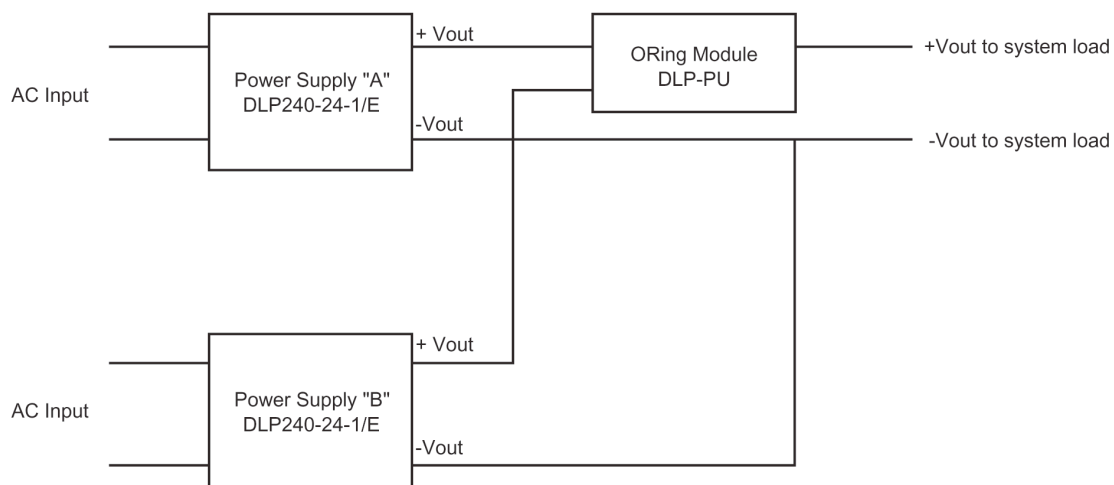 + Vout
ORing Module
DLP-PU
+Vout to system load
Power Supply "A"
DLP240-24-1/E
AC Input
-Vout
-Vout to system load
+ Vout
Power Supply "B"
DLP240-24-1/E
AC Input
-Vout